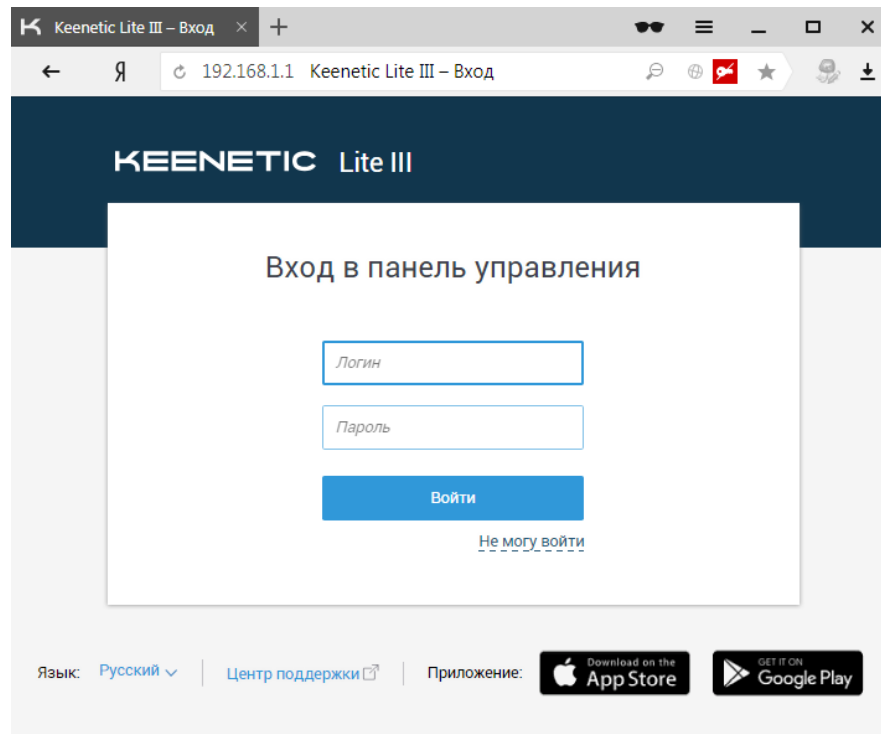 Keenetic Lite III – Вход
Я 192.168.1.1 Keenetic Lite III – Вход
KEENETIC Lite III
Вход в панель управления
Логин
Пароль
Войти
Не могу войти
Язык: Русский Центр поддержки Приложение: Download on the App Store GET IT ON Google Play